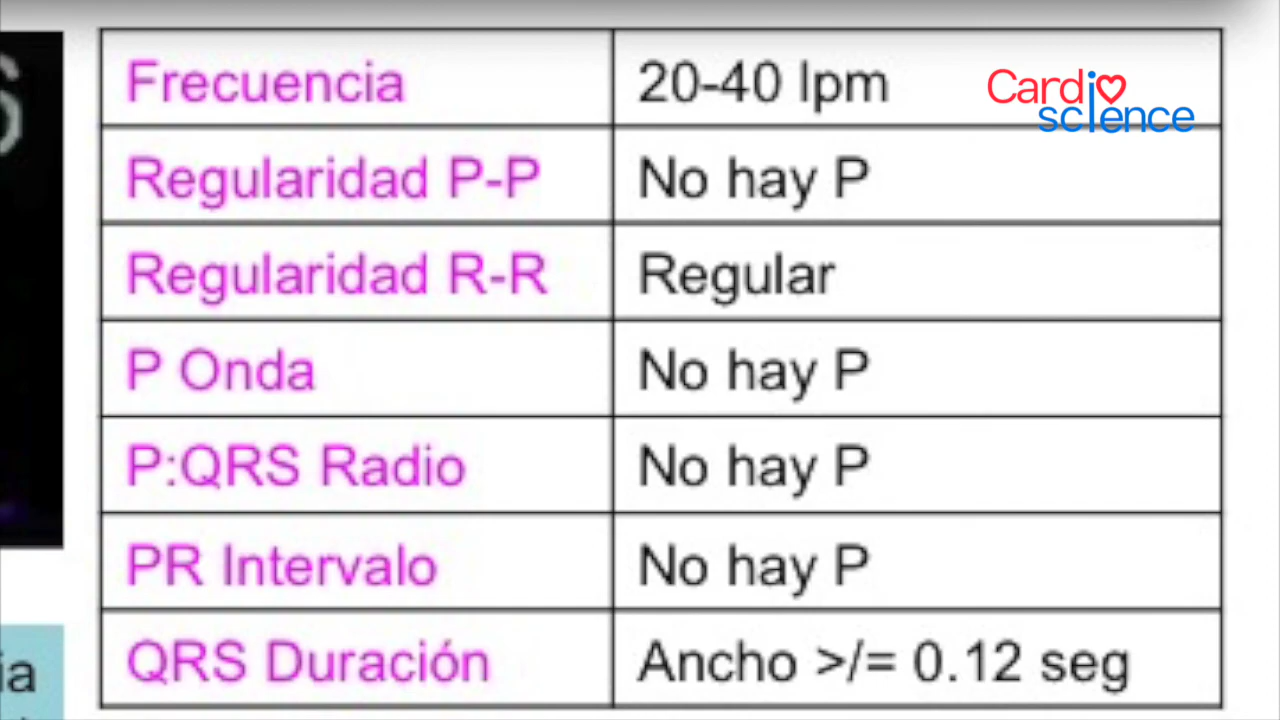 Frecuencia 20-40 lpm
Cardio
science
Regularidad P-P No hay P
Regularidad R-R Regular
P Onda No hay P
P:QRS Radio No hay P
PR Intervalo No hay P
QRS Duración Ancho >/= 0.12 seg
ia